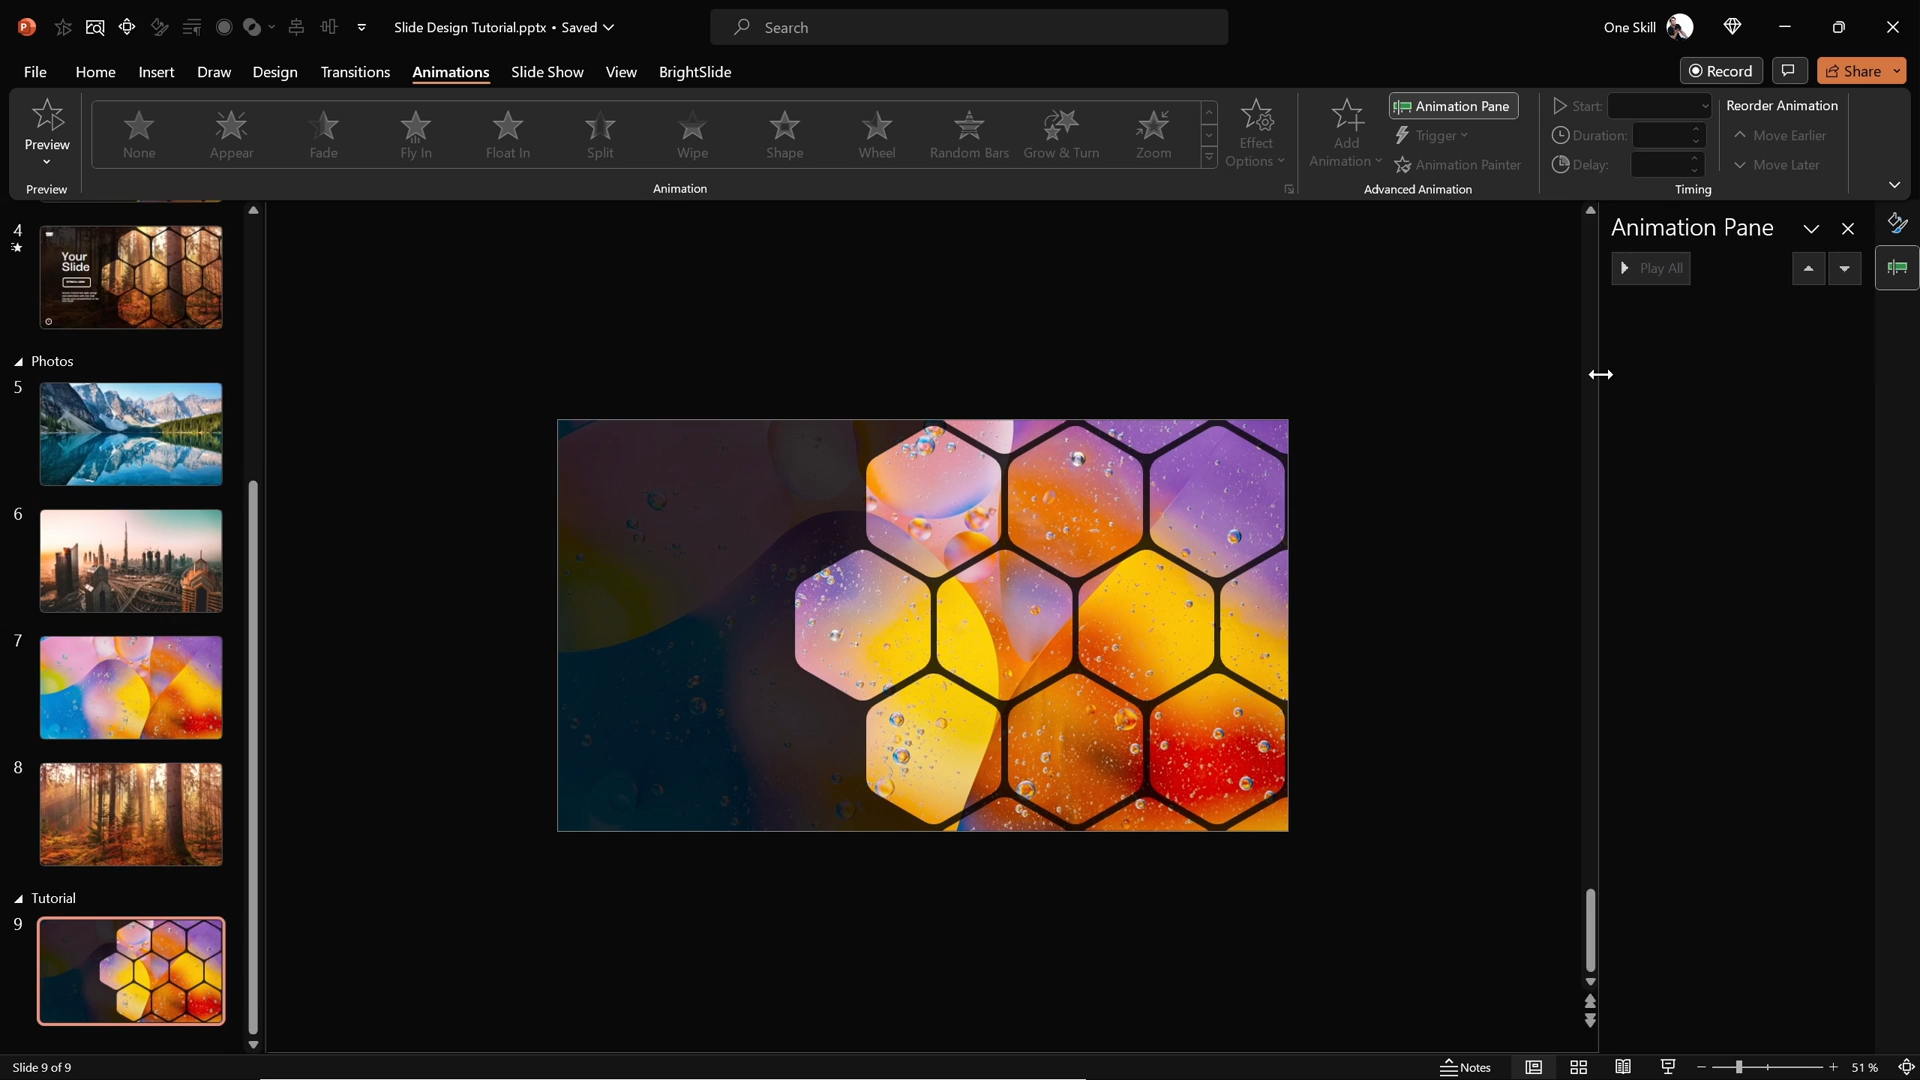 Slide Design Tutorial.pptx • Saved
Search
One Skill
File
Home
Insert
Draw
Design
Transitions
Animations
Slide Show
View
BrightSlide
Record
Share
Preview
None
Appear
Fade
Fly In
Float In
Split
Wipe
Shape
Wheel
Random Bars
Grow & Turn
Zoom
Effect
Options
Add
Animation
Animation Pane
Trigger
Animation Painter
Start:
Duration:
Delay:
Reorder Animation
Move Earlier
Move Later
Preview
Animation
Advanced Animation
Timing
4
Your
Slide
Photos
5
6
7
8
Tutorial
9
Animation Pane
Play All
Slide 9 of 9
Notes
51 %